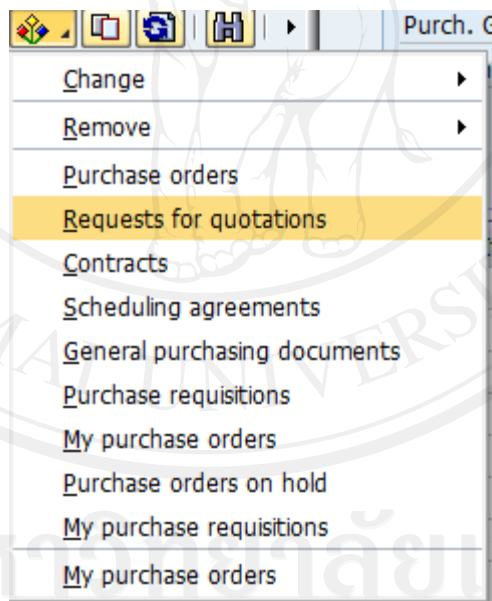 Purch. G
Change
Remove
Purchase orders
Requests for quotations
Contracts
Scheduling agreements
General purchasing documents
Purchase requisitions
My purchase orders
Purchase orders on hold
My purchase requisitions
My purchase orders